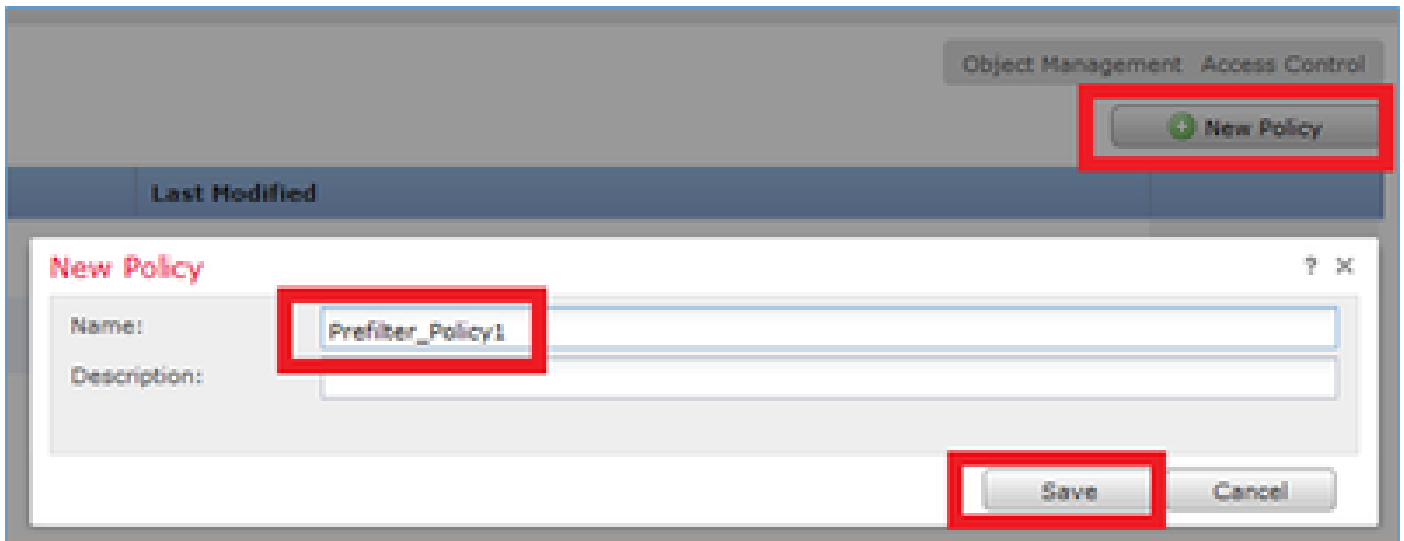 Object Management Access Control
New Policy
Last Modified
New Policy ? ×
Name: Prefilter_Policy1
Description:
Save Cancel